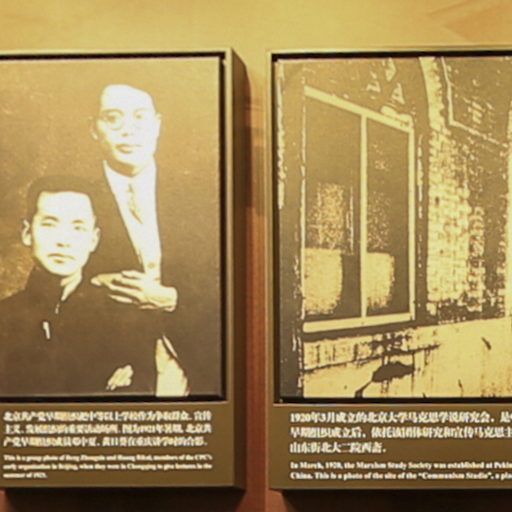 北京共产党早期组织把中等以上学校作为争取群众、宣传
主义、发展组织的重要活动场所。图为1921年暑期，北京共
产党早期组织成员邓中夏、黄日葵在重庆讲学时的合影。
This is a group photo of Deng Zhongxia and Huang Rikui, members of the CPC's
early organization in Beijing, when they were in Chongqing to give lectures in the
summer of 1921.
1920年3月成立的北京大学马克思学说研究会，是
早期组织成立后，依托该团体研究和宣传马克思主
山东街北大二院西斋。
In March, 1920, the Marxism Study Society was established at Peki
China. This is a photo of the site of the "Communism Studio", a pla